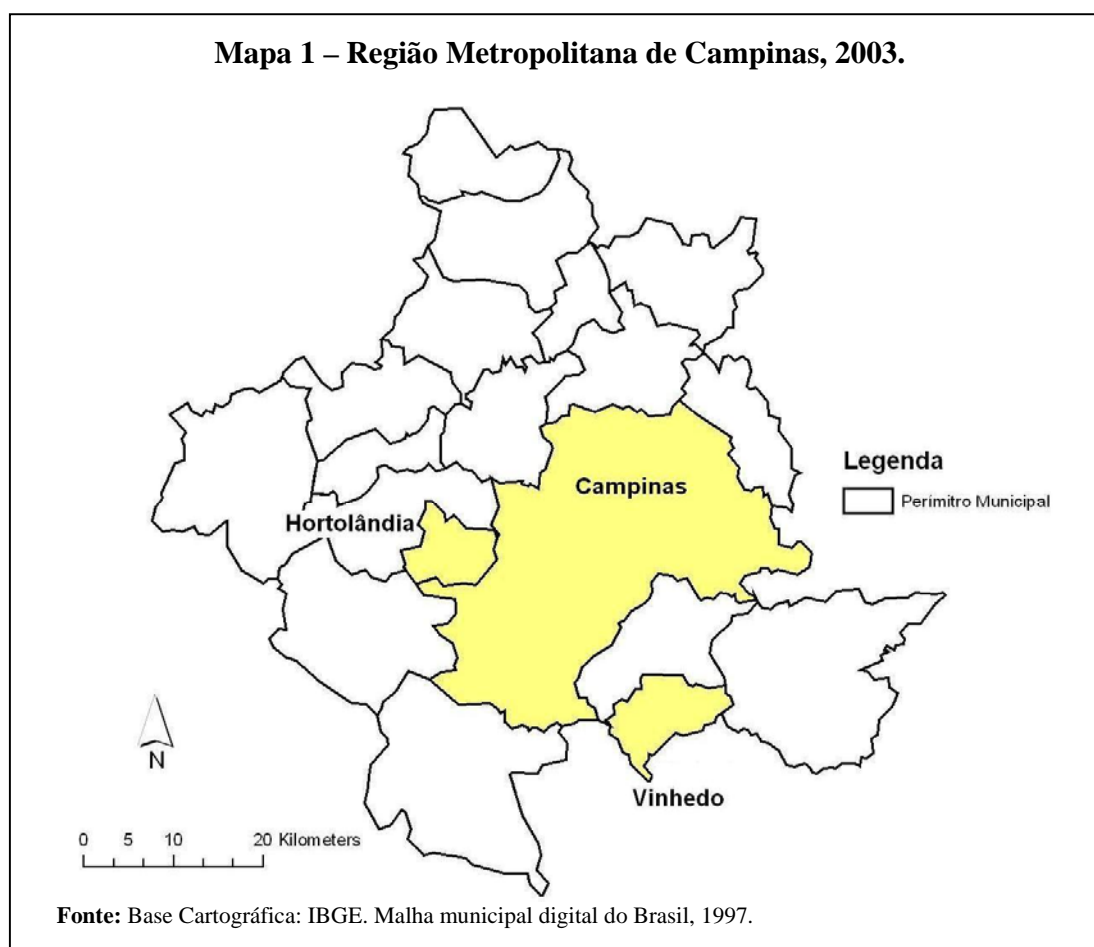 Mapa 1 – Região Metropolitana de Campinas, 2003.
Campinas
Legenda
Perímitro Municipal
Hortolândia
N
Vinhedo
0 5 10 20 Kilometers
Fonte: Base Cartográfica: IBGE. Malha municipal digital do Brasil, 1997.